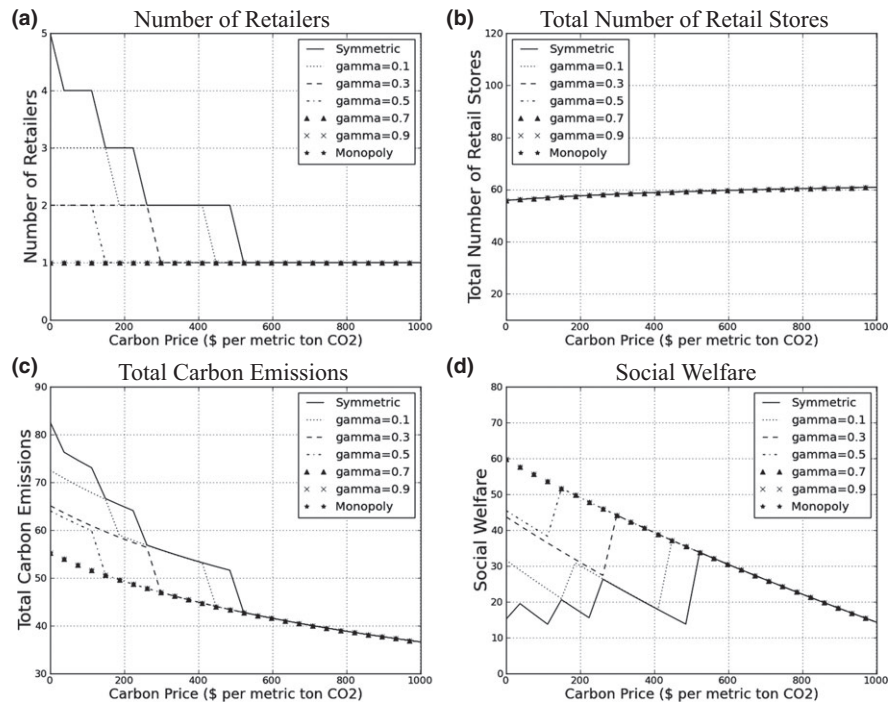 (a) Number of Retailers
Number of Retailers
5
4
3
2
1
0
Symmetric
gamma=0.1
gamma=0.3
gamma=0.5
gamma=0.7
gamma=0.9
Monopoly
0 200 400 600 800 1000
Carbon Price ($ per metric ton CO2)
(b) Total Number of Retail Stores
Total Number of Retail Stores
120
100
80
60
40
20
Symmetric
gamma=0.1
gamma=0.3
gamma=0.5
gamma=0.7
gamma=0.9
Monopoly
0 200 400 600 800 1000
Carbon Price ($ per metric ton CO2)
(c) Total Carbon Emissions
Total Carbon Emissions
90
80
70
60
50
40
30
Symmetric
gamma=0.1
gamma=0.3
gamma=0.5
gamma=0.7
gamma=0.9
Monopoly
0 200 400 600 800 1000
Carbon Price ($ per metric ton CO2)
(d) Social Welfare
Social Welfare
80
70
60
50
40
30
20
10
0
Symmetric
gamma=0.1
gamma=0.3
gamma=0.5
gamma=0.7
gamma=0.9
Monopoly
0 200 400 600 800 1000
Carbon Price ($ per metric ton CO2)